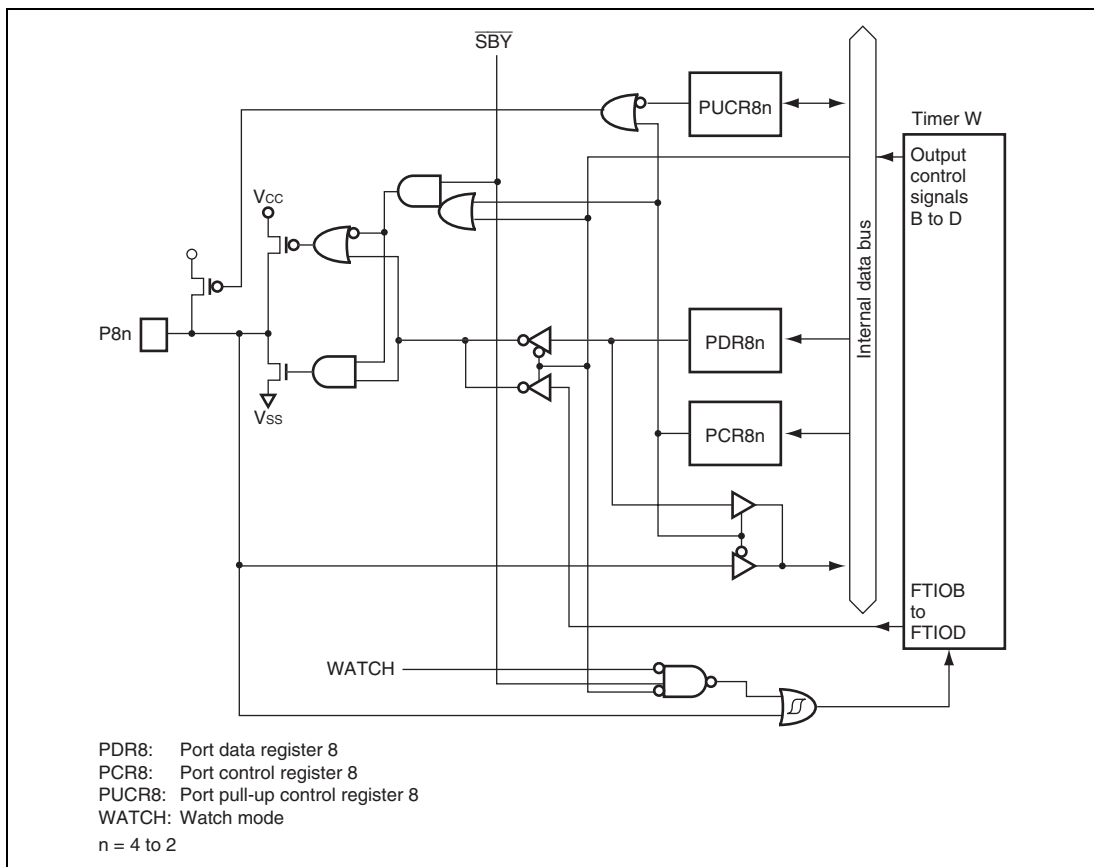 SBY
PUCR8n
Timer W
Output
control
signals
B to D
VCC
Internal data bus
P8n
PDR8n
VSS
PCR8n
FTIOB
to
FTIOD
WATCH
PDR8: Port data register 8
PCR8: Port control register 8
PUCR8: Port pull-up control register 8
WATCH: Watch mode
n = 4 to 2